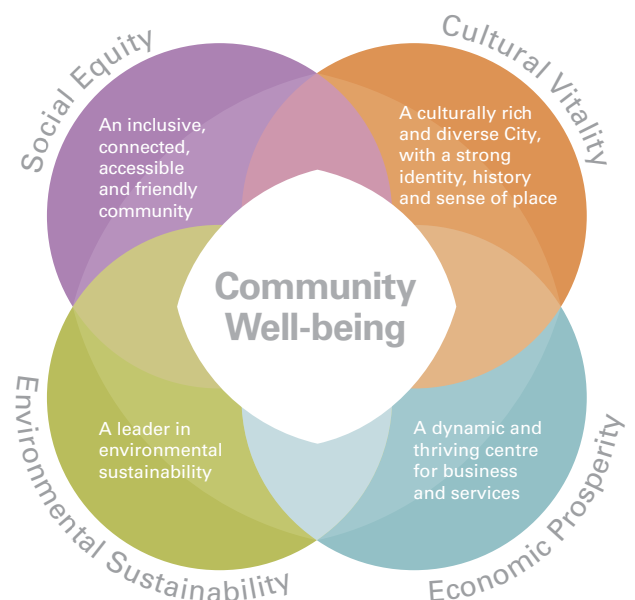 Social Equity
Cultural Vitality
An inclusive,
connected,
accessible
and friendly
community
A culturally rich
and diverse City,
with a strong
identity, history
and sense of place
Community
Well-being
A leader in
environmental
sustainability
A dynamic and
thriving centre
for business
and services
Environmental Sustainability
Economic Prosperity